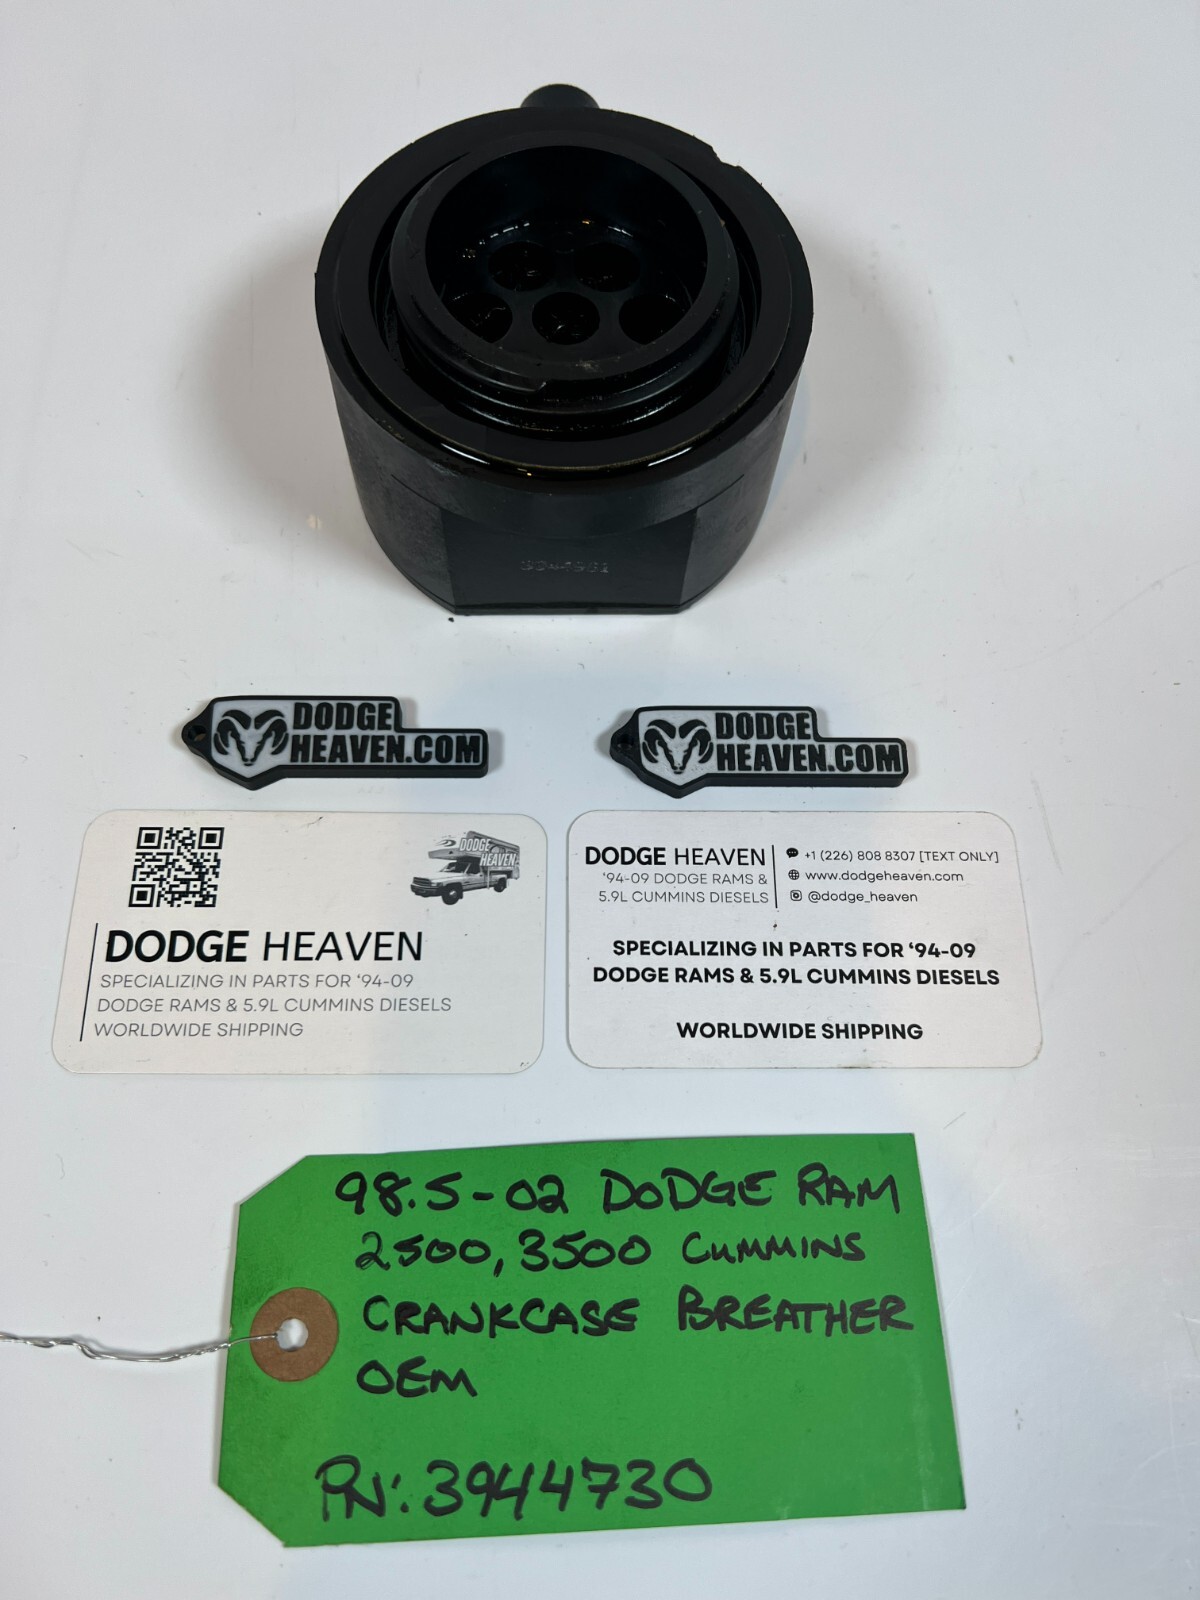 DODGE
HEAVEN.COM
DODGE
HEAVEN.COM
DODGE
HEAVEN
DODGE HEAVEN
SPECIALIZING IN PARTS FOR ‘94-09
DODGE RAMS & 5.9L CUMMINS DIESELS
WORLDWIDE SHIPPING
DODGE HEAVEN
‘94-09 DODGE RAMS &
5.9L CUMMINS DIESELS
+1 (226) 808 8307 [TEXT ONLY]
www.dodgeheaven.com
@dodge_heaven
SPECIALIZING IN PARTS FOR ‘94-09
DODGE RAMS & 5.9L CUMMINS DIESELS
WORLDWIDE SHIPPING
98.5-02 DODGE RAM
2500, 3500 CUMMINS
CRANKCASE BREATHER
OEM
PN: 3944730